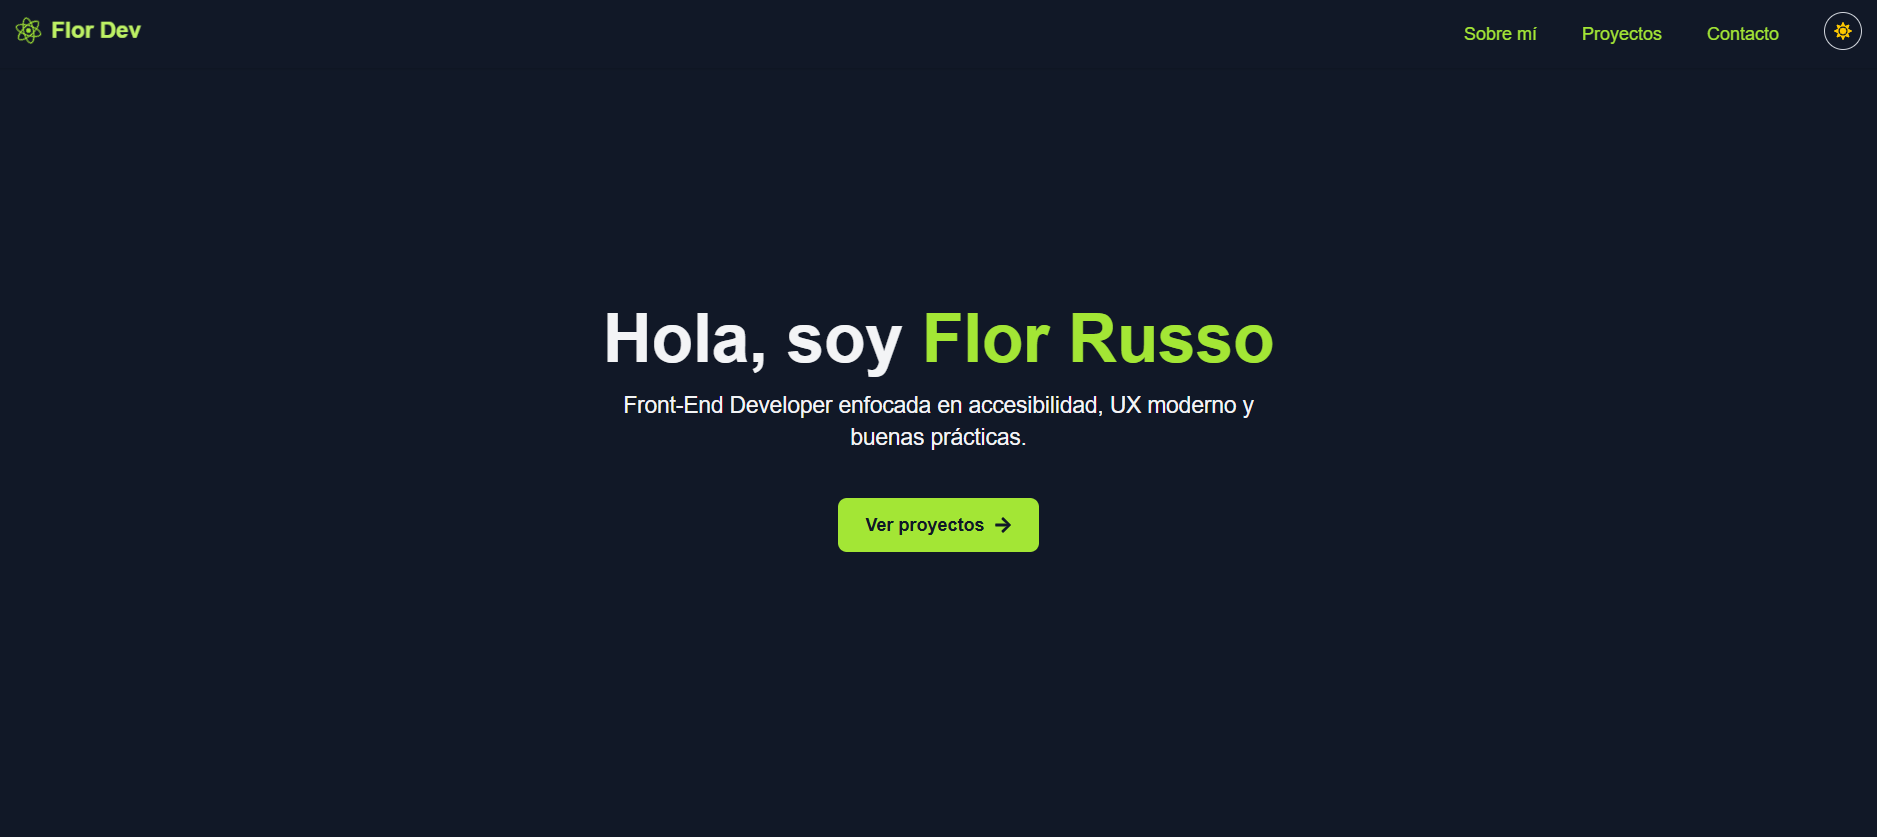 Flor Dev
Sobre mí
Proyectos
Contacto
Hola, soy Flor Russo
Front-End Developer enfocada en accesibilidad, UX moderno y
buenas prácticas.
Ver proyectos